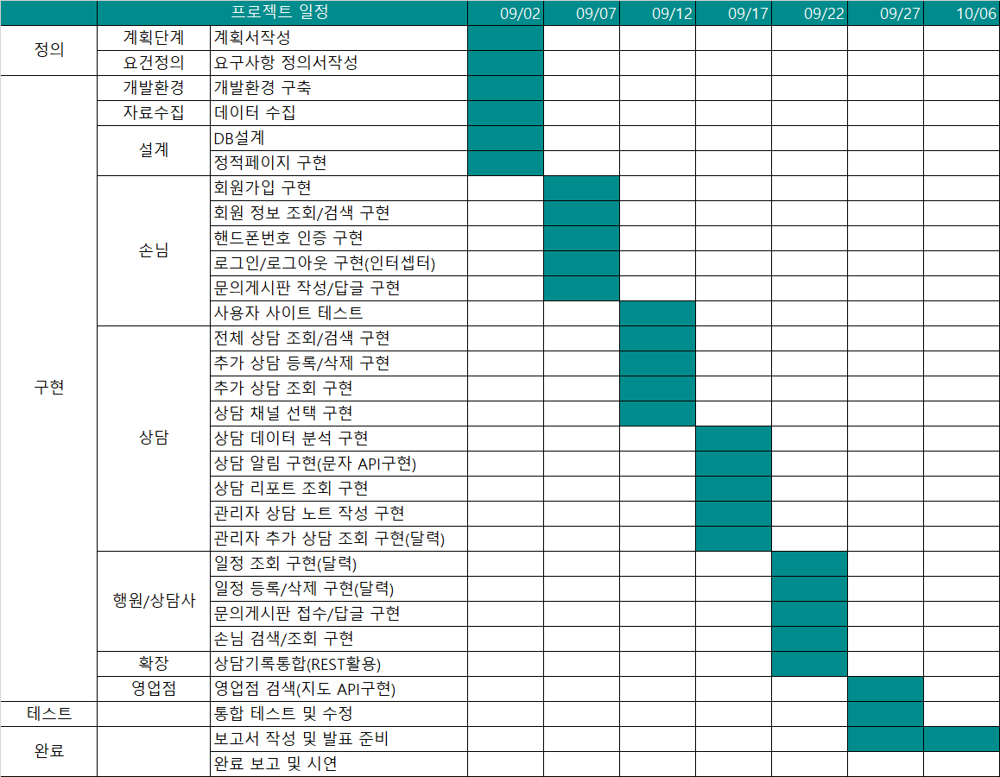 프로젝트 일정 09/02 09/07 09/12 09/17 09/22 09/27 10/06
정의 계획단계 계획서작성
요건정의 요구사항 정의서작성
구현 개발환경 개발환경 구축
자료수집 데이터 수집
설계 DB설계
정적페이지 구현
손님 회원가입 구현
회원 정보 조회/검색 구현
핸드폰번호 인증 구현
로그인/로그아웃 구현(인터셉터)
문의게시판 작성/답글 구현
사용자 사이트 테스트
상담 전체 상담 조회/검색 구현
추가 상담 등록/삭제 구현
추가 상담 조회 구현
상담 채널 선택 구현
상담 데이터 분석 구현
상담 알림 구현(문자 API구현)
상담 리포트 조회 구현
관리자 상담 노트 작성 구현
관리자 추가 상담 조회 구현(달력)
행원/상담사 일정 조회 구현(달력)
일정 등록/삭제 구현(달력)
문의게시판 접수/답글 구현
손님 검색/조회 구현
확장 상담기록통합(REST활용)
영업점 영업점 검색(지도 API구현)
테스트 통합 테스트 및 수정
완료 보고서 작성 및 발표 준비
완료 보고 및 시연